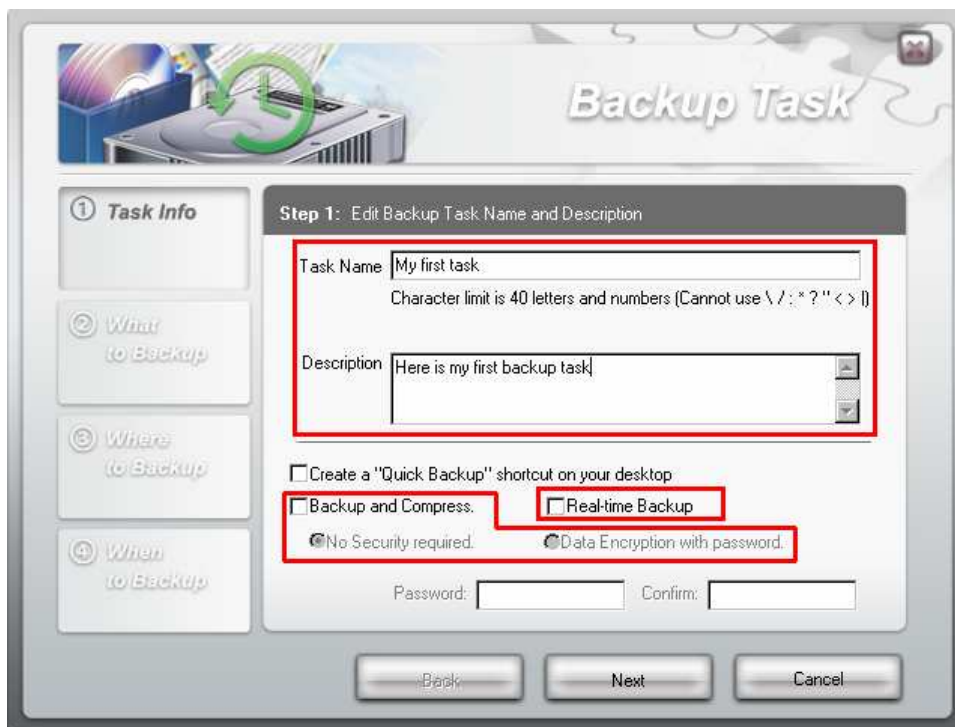 Backup Task
① Task Info
② What
to Backup
③ Where
to Backup
④ When
to Backup
Step 1: Edit Backup Task Name and Description
Task Name My first task
Character limit is 40 letters and numbers (Cannot use \ / : * ? " < > |)
Description Here is my first backup task
Create a "Quick Backup" shortcut on your desktop
Backup and Compress. Real-time Backup
No Security required. Data Encryption with password.
Password: Confirm:
Back Next Cancel